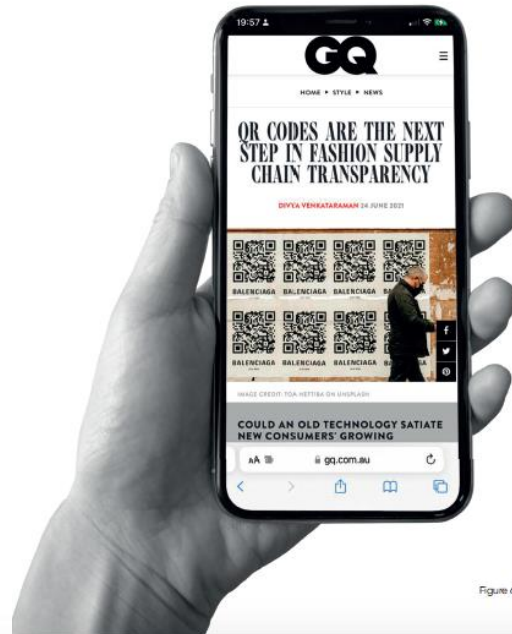 19:57
GQ
HOME ▸ STYLE ▸ NEWS
QR CODES ARE THE NEXT
STEP IN FASHION SUPPLY
CHAIN TRANSPARENCY
DIVYA VENKATARAMAN 24 JUNE 2021
BALENCIAGA BALENCIAGA BALENCIAGA BALENCIAGA
BALENCIAGA BALENCIAGA BALENCIAGA BALENCIAGA
IMAGE CREDIT: TOA HEFTIBA ON UNSPLASH
COULD AN OLD TECHNOLOGY SATIATE
NEW CONSUMERS' GROWING
AA gq.com.au
Figure